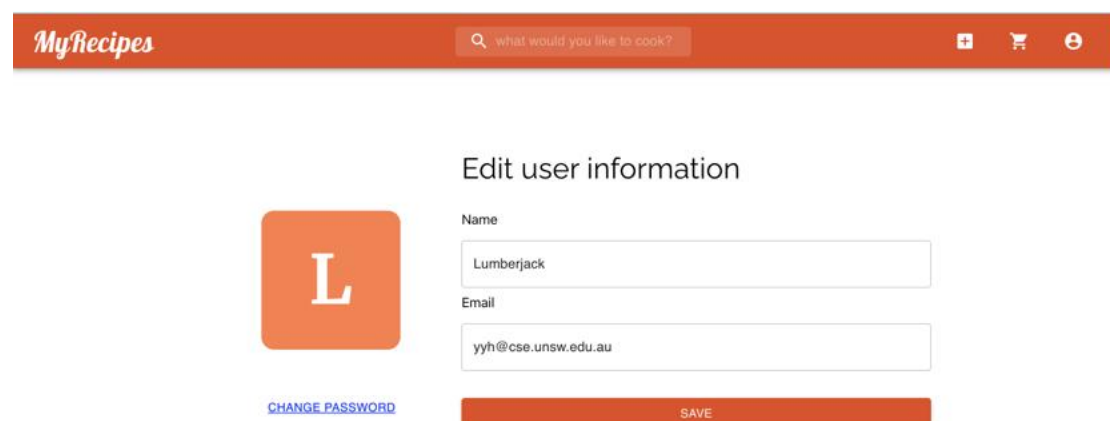 MyRecipes
what would you like to cook?
Edit user information
Name
L
Lumberjack
Email
yyh@cse.unsw.edu.au
CHANGE PASSWORD
SAVE